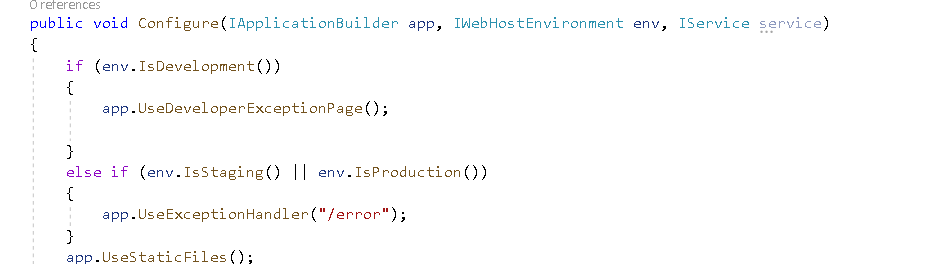 0 references
public void Configure(IApplicationBuilder app, IWebHostEnvironment env, IService service)
{
    if (env.IsDevelopment())
    {
        app.UseDeveloperExceptionPage();
    }
    else if (env.IsStaging() || env.IsProduction())
    {
        app.UseExceptionHandler("/error");
    }
    app.UseStaticFiles();